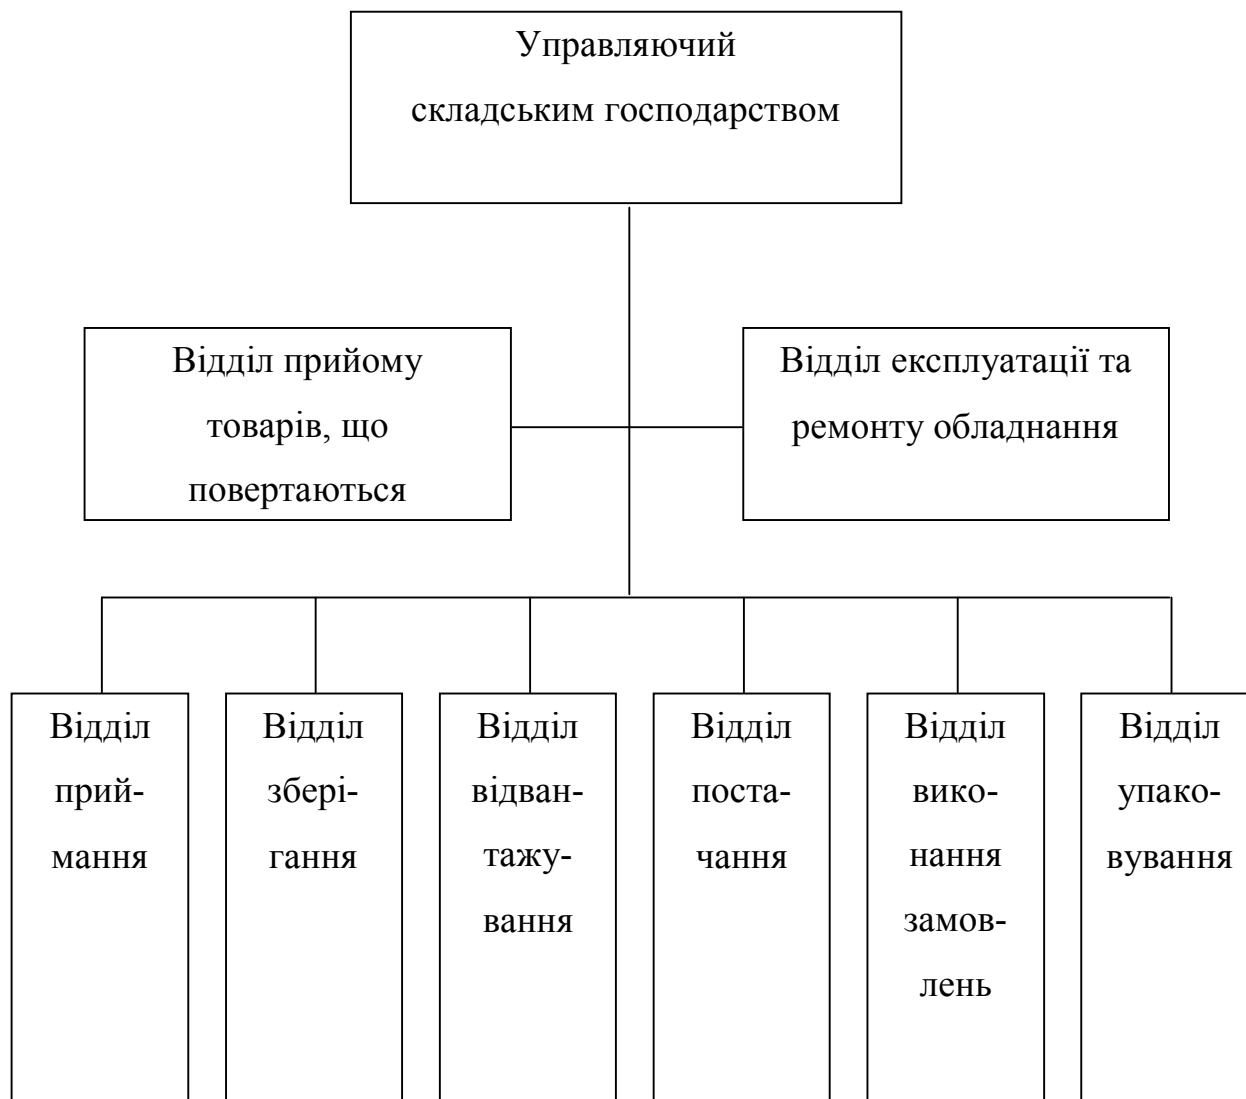 Управляючий
складським господарством
Відділ прийому
товарів, що
повертаються
Відділ експлуатації та
ремонту обладнання
Відділ
прий-
мання
Відділ
збері-
гання
Відділ
відван-
тажу-
вання
Відділ
поста-
чання
Відділ
вико-
нання
замов-
лень
Відділ
упако-
вування